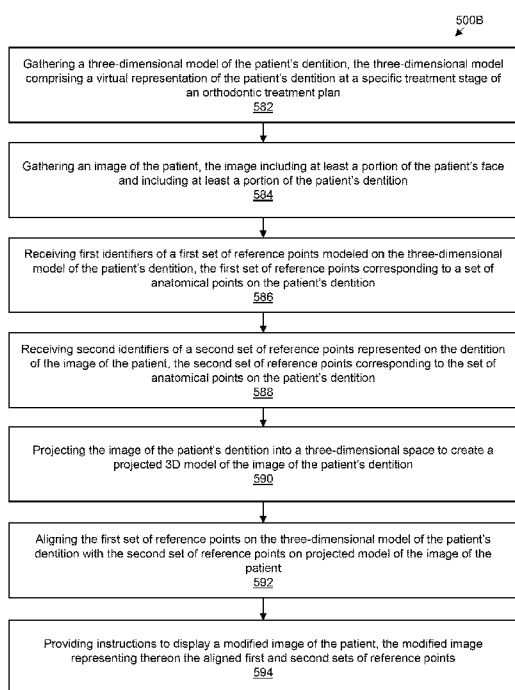 500B
Gathering a three-dimensional model of the patient's dentition, the three-dimensional model
comprising a virtual representation of the patient's dentition at a specific treatment stage of
an orthodontic treatment plan
582
Gathering an image of the patient, the image including at least a portion of the patient's face
and including at least a portion of the patient's dentition
584
Receiving first identifiers of a first set of reference points modeled on the three-dimensional
model of the patient's dentition, the first set of reference points corresponding to a set of
anatomical points on the patient's dentition
586
Receiving second identifiers of a second set of reference points represented on the dentition
of the image of the patient, the second set of reference points corresponding to the set of
anatomical points on the patient's dentition
588
Projecting the image of the patient's dentition into a three-dimensional space to create a
projected 3D model of the image of the patient's dentition
590
Aligning the first set of reference points on the three-dimensional model of the patient's
dentition with the second set of reference points on projected model of the image of the
patient
592
Providing instructions to display a modified image of the patient, the modified image
representing thereon the aligned first and second sets of reference points
594